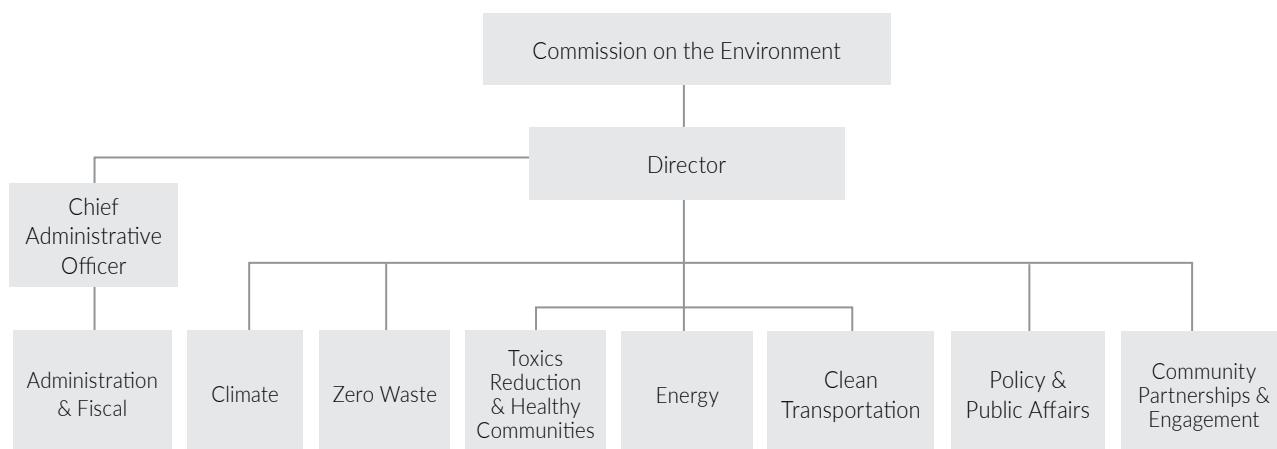 Commission on the Environment
Director
Chief
Administrative
Officer
Administration
& Fiscal
Climate
Zero Waste
Toxics
Reduction
& Healthy
Communities
Energy
Clean
Transportation
Policy &
Public Affairs
Community
Partnerships &
Engagement